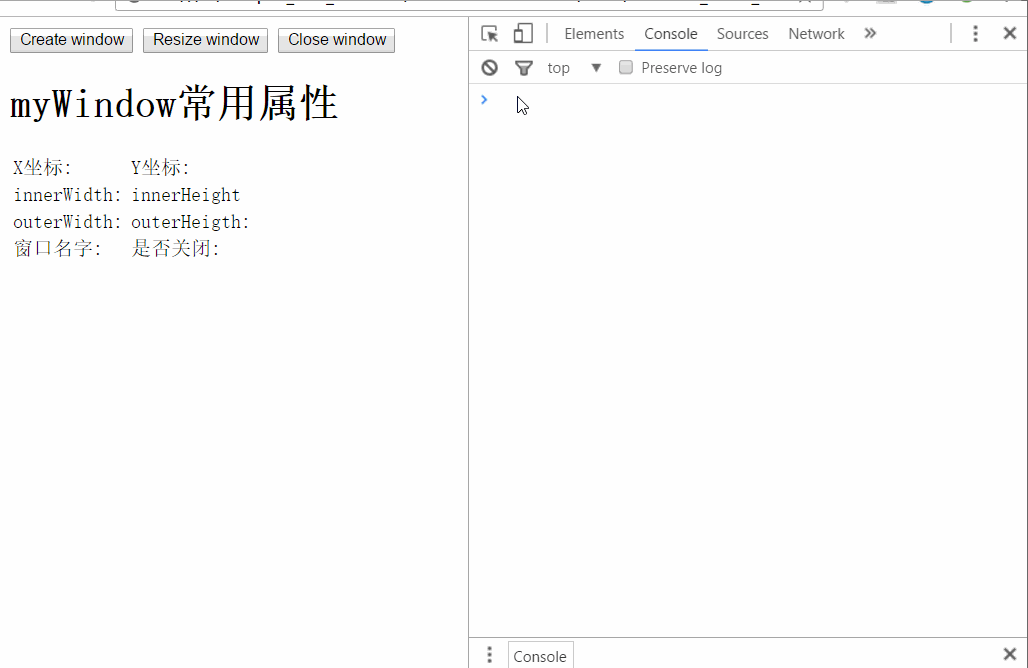 Create window Resize window Close window
myWindow常用属性
X坐标: Y坐标:
innerWidth: innerHeight
outerWidth: outerHeigth:
窗口名字: 是否关闭:
Elements Console Sources Network
top Preserve log
Console